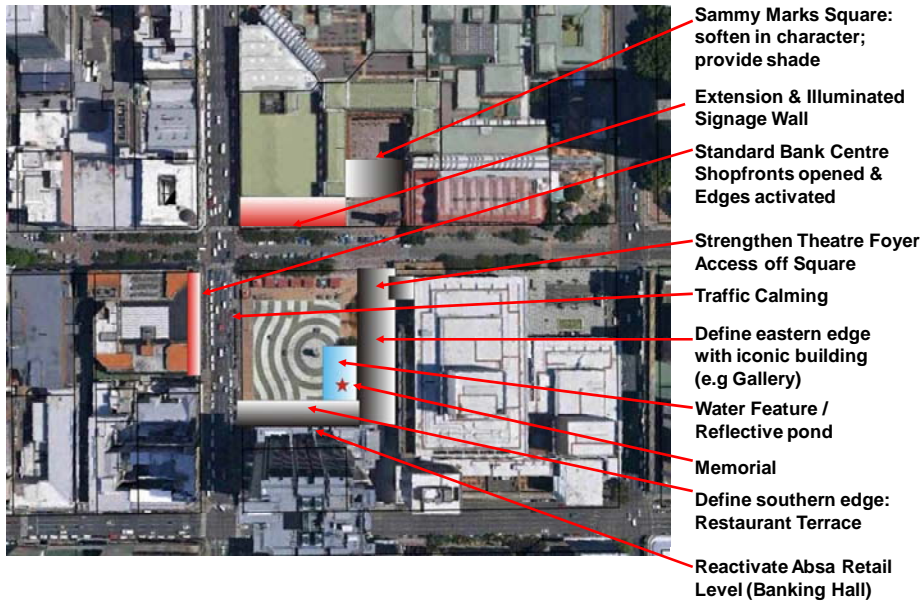 Sammy Marks Square:
soften in character;
provide shade
Extension & Illuminated
Signage Wall
Standard Bank Centre
Shopfronts opened &
Edges activated
Strengthen Theatre Foyer
Access off Square
Traffic Calming
Define eastern edge
with iconic building
(e.g Gallery)
Water Feature /
Reflective pond
Memorial
Define southern edge:
Restaurant Terrace
Reactivate Absa Retail
Level (Banking Hall)